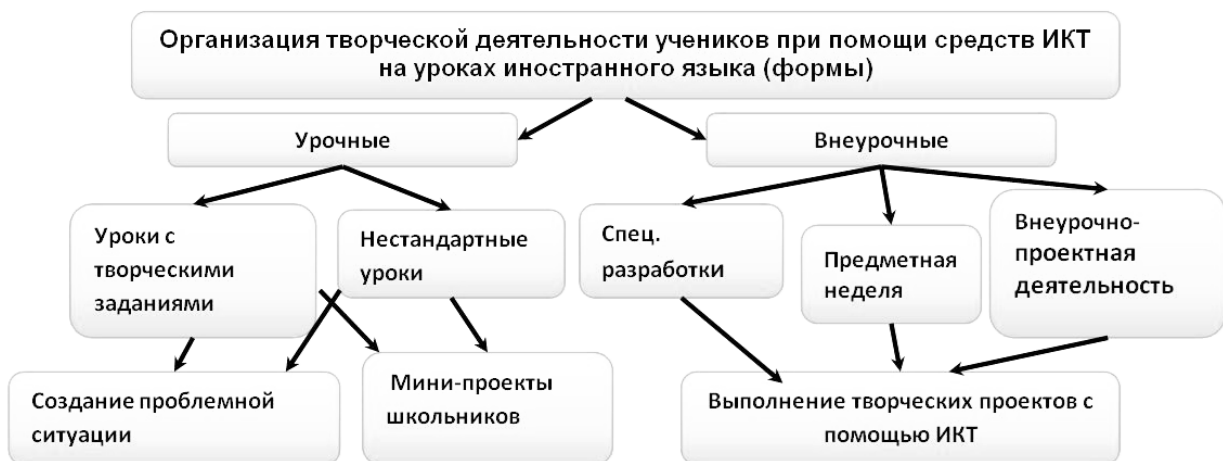 Организация творческой деятельности учеников при помощи средств ИКТ
на уроках иностранного языка (формы)
Урочные
Внеурочные
Уроки с
творческими
заданиями
Нестандартные
уроки
Спец.
разработки
Предметная
неделя
Внеурочно-
проектная
деятельность
Создание проблемной
ситуации
Мини-проекты
школьников
Выполнение творческих проектов с
помощью ИКТ